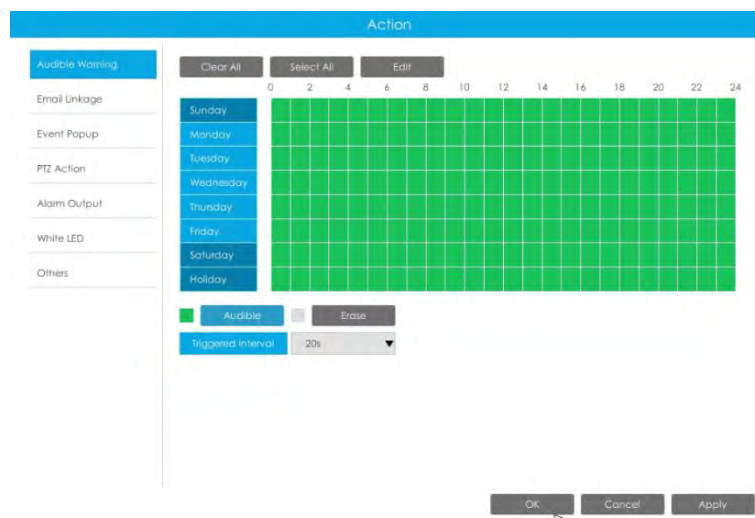 Action
Audible Warning
Email Linkage
Event Popup
PTZ Action
Alarm Output
White LED
Others
Clear All Select All Edit
0 2 4 6 8 10 12 14 16 18 20 22 24
Sunday
Monday
Tuesday
Wednesday
Thursday
Friday
Saturday
Holiday
Audible Erase
Triggered Interval 20s
OK Cancel Apply